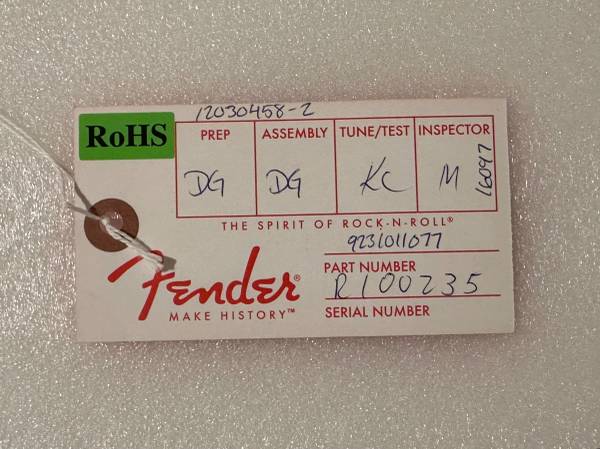 12030458-2
RoHS
PREP ASSEMBLY TUNE/TEST INSPECTOR
DG DG KC M 16097
THE SPIRIT OF ROCK-N-ROLL®
9231011077
PART NUMBER
Fender®
R100235
MAKE HISTORY™
SERIAL NUMBER